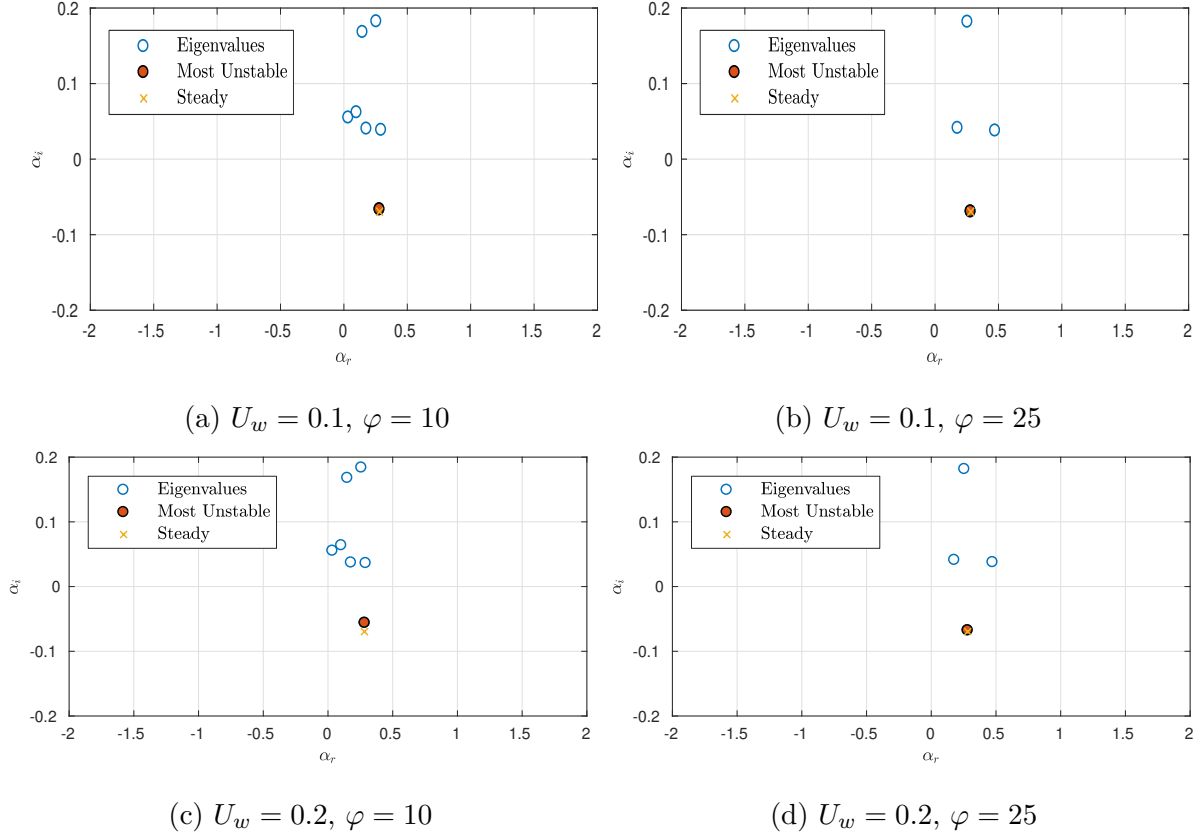 0.2
0.1
0
-0.1
-0.2
α_i
Eigenvalues
Most Unstable
Steady
-2 -1.5 -1 -0.5 0 0.5 1 1.5 2
α_r
(a) U_w = 0.1, φ = 10
0.2
0.1
0
-0.1
-0.2
α_i
Eigenvalues
Most Unstable
Steady
-2 -1.5 -1 -0.5 0 0.5 1 1.5 2
α_r
(b) U_w = 0.1, φ = 25
0.2
0.1
0
-0.1
-0.2
α_i
Eigenvalues
Most Unstable
Steady
-2 -1.5 -1 -0.5 0 0.5 1 1.5 2
α_r
(c) U_w = 0.2, φ = 10
0.2
0.1
0
-0.1
-0.2
α_i
Eigenvalues
Most Unstable
Steady
-2 -1.5 -1 -0.5 0 0.5 1 1.5 2
α_r
(d) U_w = 0.2, φ = 25